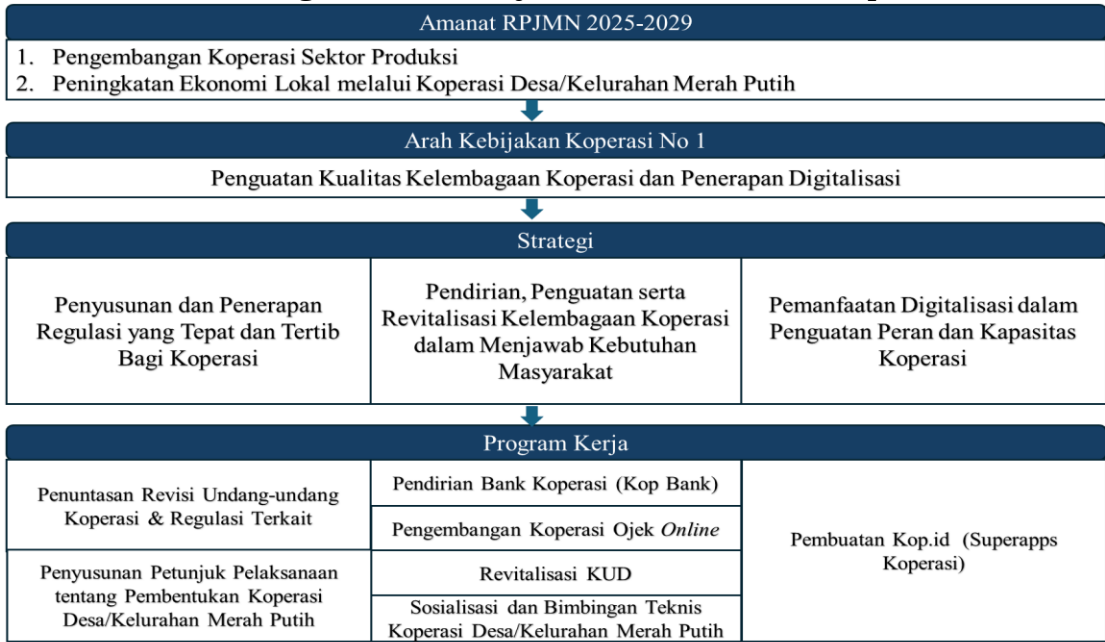 Amanat RPJMN 2025-2029
1. Pengembangan Koperasi Sektor Produksi
2. Peningkatan Ekonomi Lokal melalui Koperasi Desa/Kelurahan Merah Putih
Arah Kebijakan Koperasi No 1
Penguatan Kualitas Kelembagaan Koperasi dan Penerapan Digitalisasi
Strategi
Penyusunan dan Penerapan
Regulasi yang Tepat dan Tertib
Bagi Koperasi
Pendirian, Penguatan serta
Revitalisasi Kelembagaan Koperasi
dalam Menjawab Kebutuhan
Masyarakat
Pemanfaatan Digitalisasi dalam
Penguatan Peran dan Kapasitas
Koperasi
Program Kerja
Penuntasan Revisi Undang-undang
Koperasi & Regulasi Terkait
Penyusunan Petunjuk Pelaksanaan
tentang Pembentukan Koperasi
Desa/Kelurahan Merah Putih
Pendirian Bank Koperasi (Kop Bank)
Pengembangan Koperasi Ojek Online
Revitalisasi KUD
Sosialisasi dan Bimbingan Teknis
Koperasi Desa/Kelurahan Merah Putih
Pembuatan Kop.id (Superapps
Koperasi)